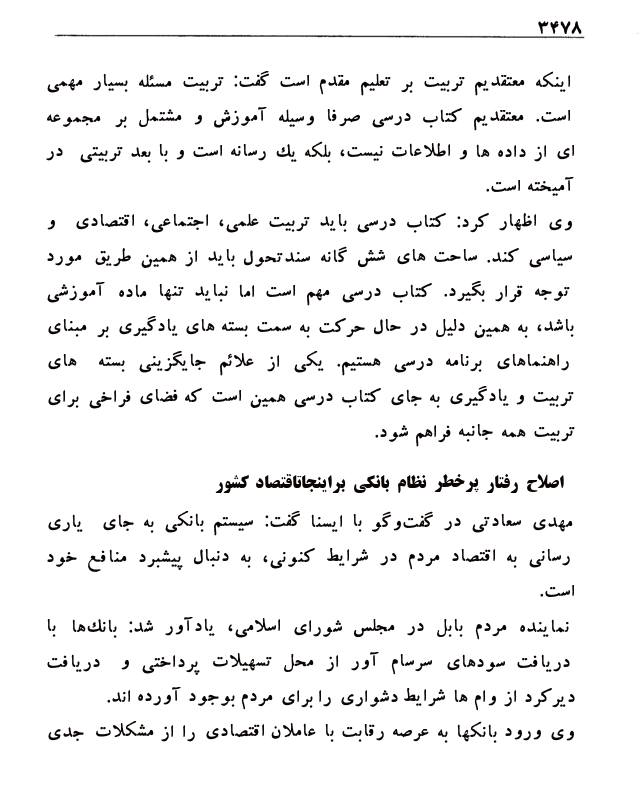 ۳۴۷۸
اینکه معتقدیم تربیت بر تعلیم مقدم است گفت: تربیت مسئله بسیار مهمی
است. معتقدیم کتاب درسی صرفا وسیله آموزش و مشتمل بر مجموعه
ای از داده ها و اطلاعات نیست، بلکه یك رسانه است و با بعد تربیتی در
آمیخته است.
وی اظهار کرد: کتاب درسی باید تربیت علمی، اجتماعی، اقتصادی و
سیاسی کند. ساحت های شش گانه سندتحول باید از همین طریق مورد
توجه قرار بگیرد. کتاب درسی مهم است اما نباید تنها ماده آموزشی
باشد، به همین دلیل در حال حرکت به سمت بسته های یادگیری بر مبنای
راهنماهای برنامه درسی هستیم. یکی از علائم جایگزینی بسته های
تربیت و یادگیری به جای کتاب درسی همین است که فضای فراخی برای
تربیت همه جانبه فراهم شود.
اصلاح رفتار پرخطر نظام بانکی براینجاتاقتصاد کشور
مهدی سعادتی در گفت‌وگو با ایسنا گفت: سیستم بانکی به جای یاری
رسانی به اقتصاد مردم در شرایط کنونی، به دنبال پیشبرد منافع خود
است.
نماینده مردم بابل در مجلس شورای اسلامی، یادآور شد: بانك‌ها با
دریافت سودهای سرسام آور از محل تسهیلات پرداختی و دریافت
دیرکرد از وام ها شرایط دشواری را برای مردم بوجود آورده اند.
وی ورود بانکها به عرصه رقابت با عاملان اقتصادی را از مشکلات جدی